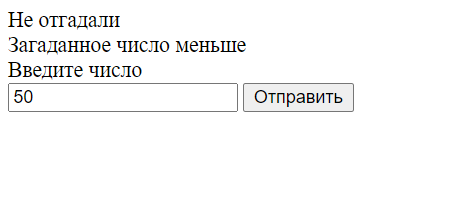 Не отгадали
Загаданное число меньше
Введите число
50 Отправить